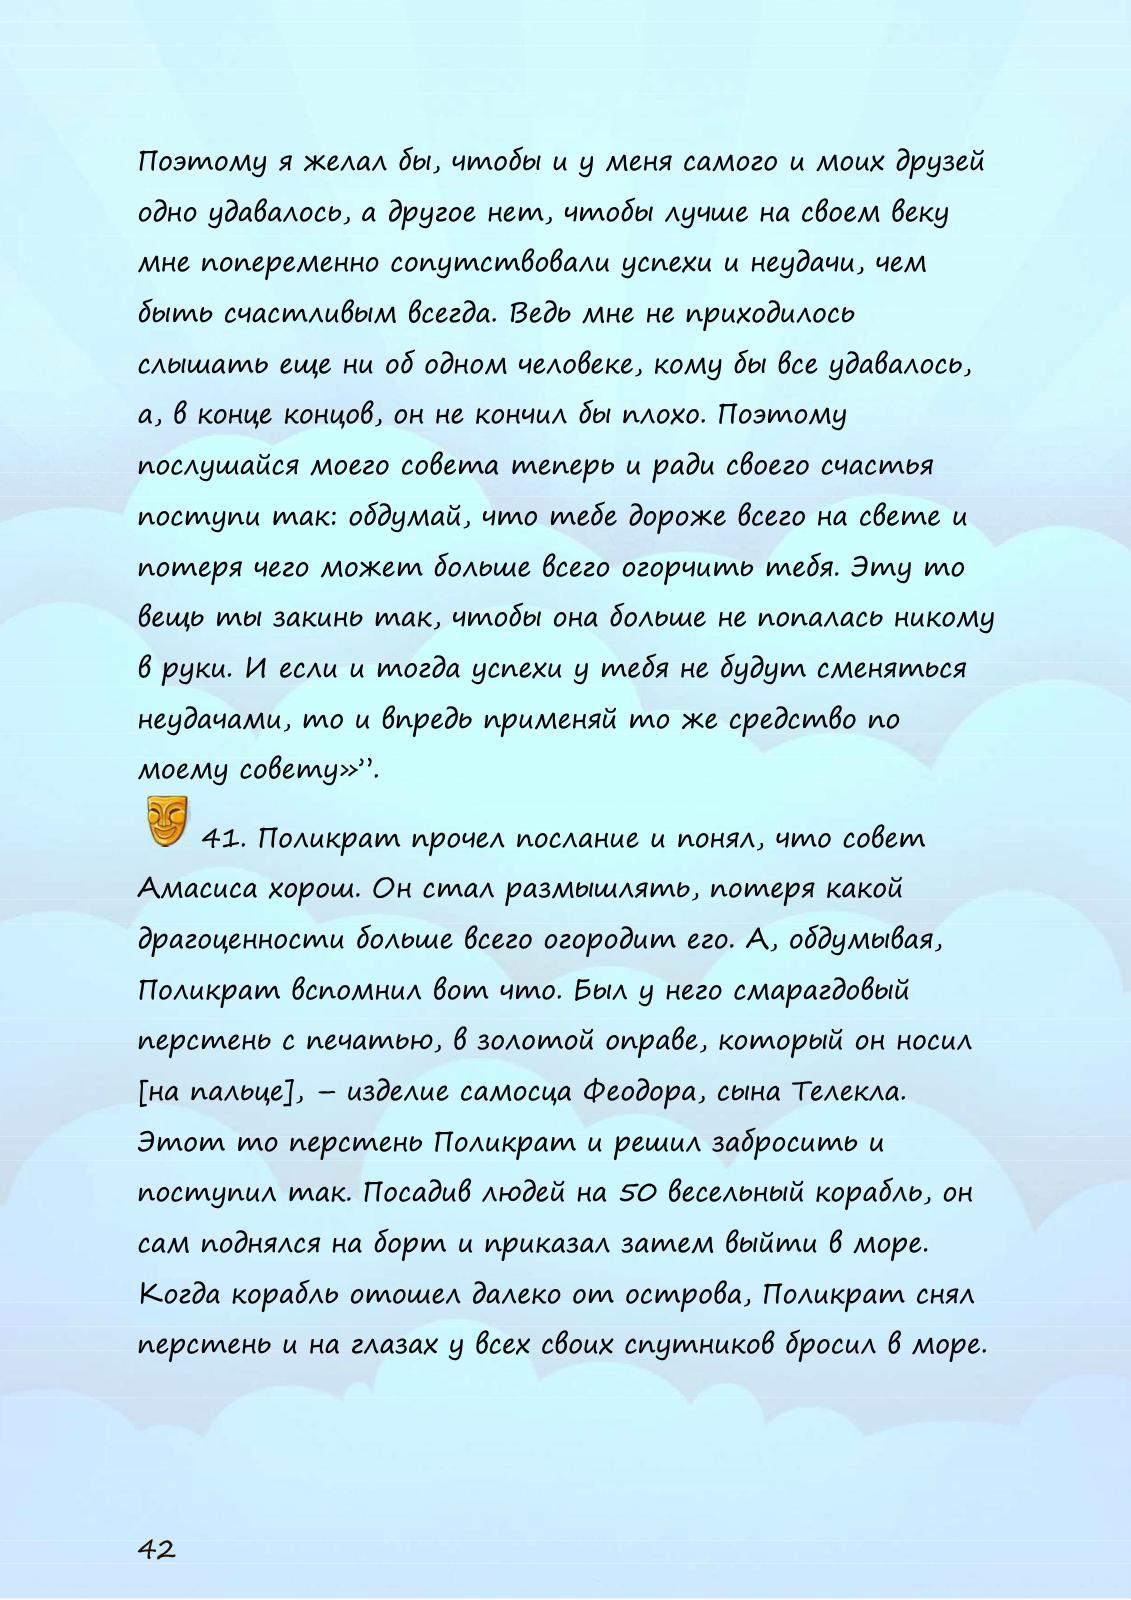 Поэтому я желал бы, чтобы и у меня самого и моих друзей
одно удавалось, а другое нет, чтобы лучше на своем веку
мне попеременно сопутствовали успехи и неудачи, чем
быть счастливым всегда. Ведь мне не приходилось
слышать еще ни об одном человеке, кому бы все удавалось,
а, в конце концов, он не кончил бы плохо. Поэтому
послушайся моего совета теперь и ради своего счастья
поступи так: обдумай, что тебе дороже всего на свете и
потеря чего может больше всего огорчить тебя. Эту то
вещь ты закинь так, чтобы она больше не попалась никому
в руки. И если и тогда успехи у тебя не будут сменяться
неудачами, то и впредь применяй то же средство по
моему совету»”.
41. Поликрат прочел послание и понял, что совет
Амасиса хорош. Он стал размышлять, потеря какой
драгоценности больше всего огородит его. А, обдумывая,
Поликрат вспомнил вот что. Был у него смарагдовый
перстень с печатью, в золотой оправе, который он носил
[на пальце], – изделие самосца Феодора, сына Телекла.
Этот то перстень Поликрат и решил забросить и
поступил так. Посадив людей на 50 весельный корабль, он
сам поднялся на борт и приказал затем выйти в море.
Когда корабль отошел далеко от острова, Поликрат снял
перстень и на глазах у всех своих спутников бросил в море.
42